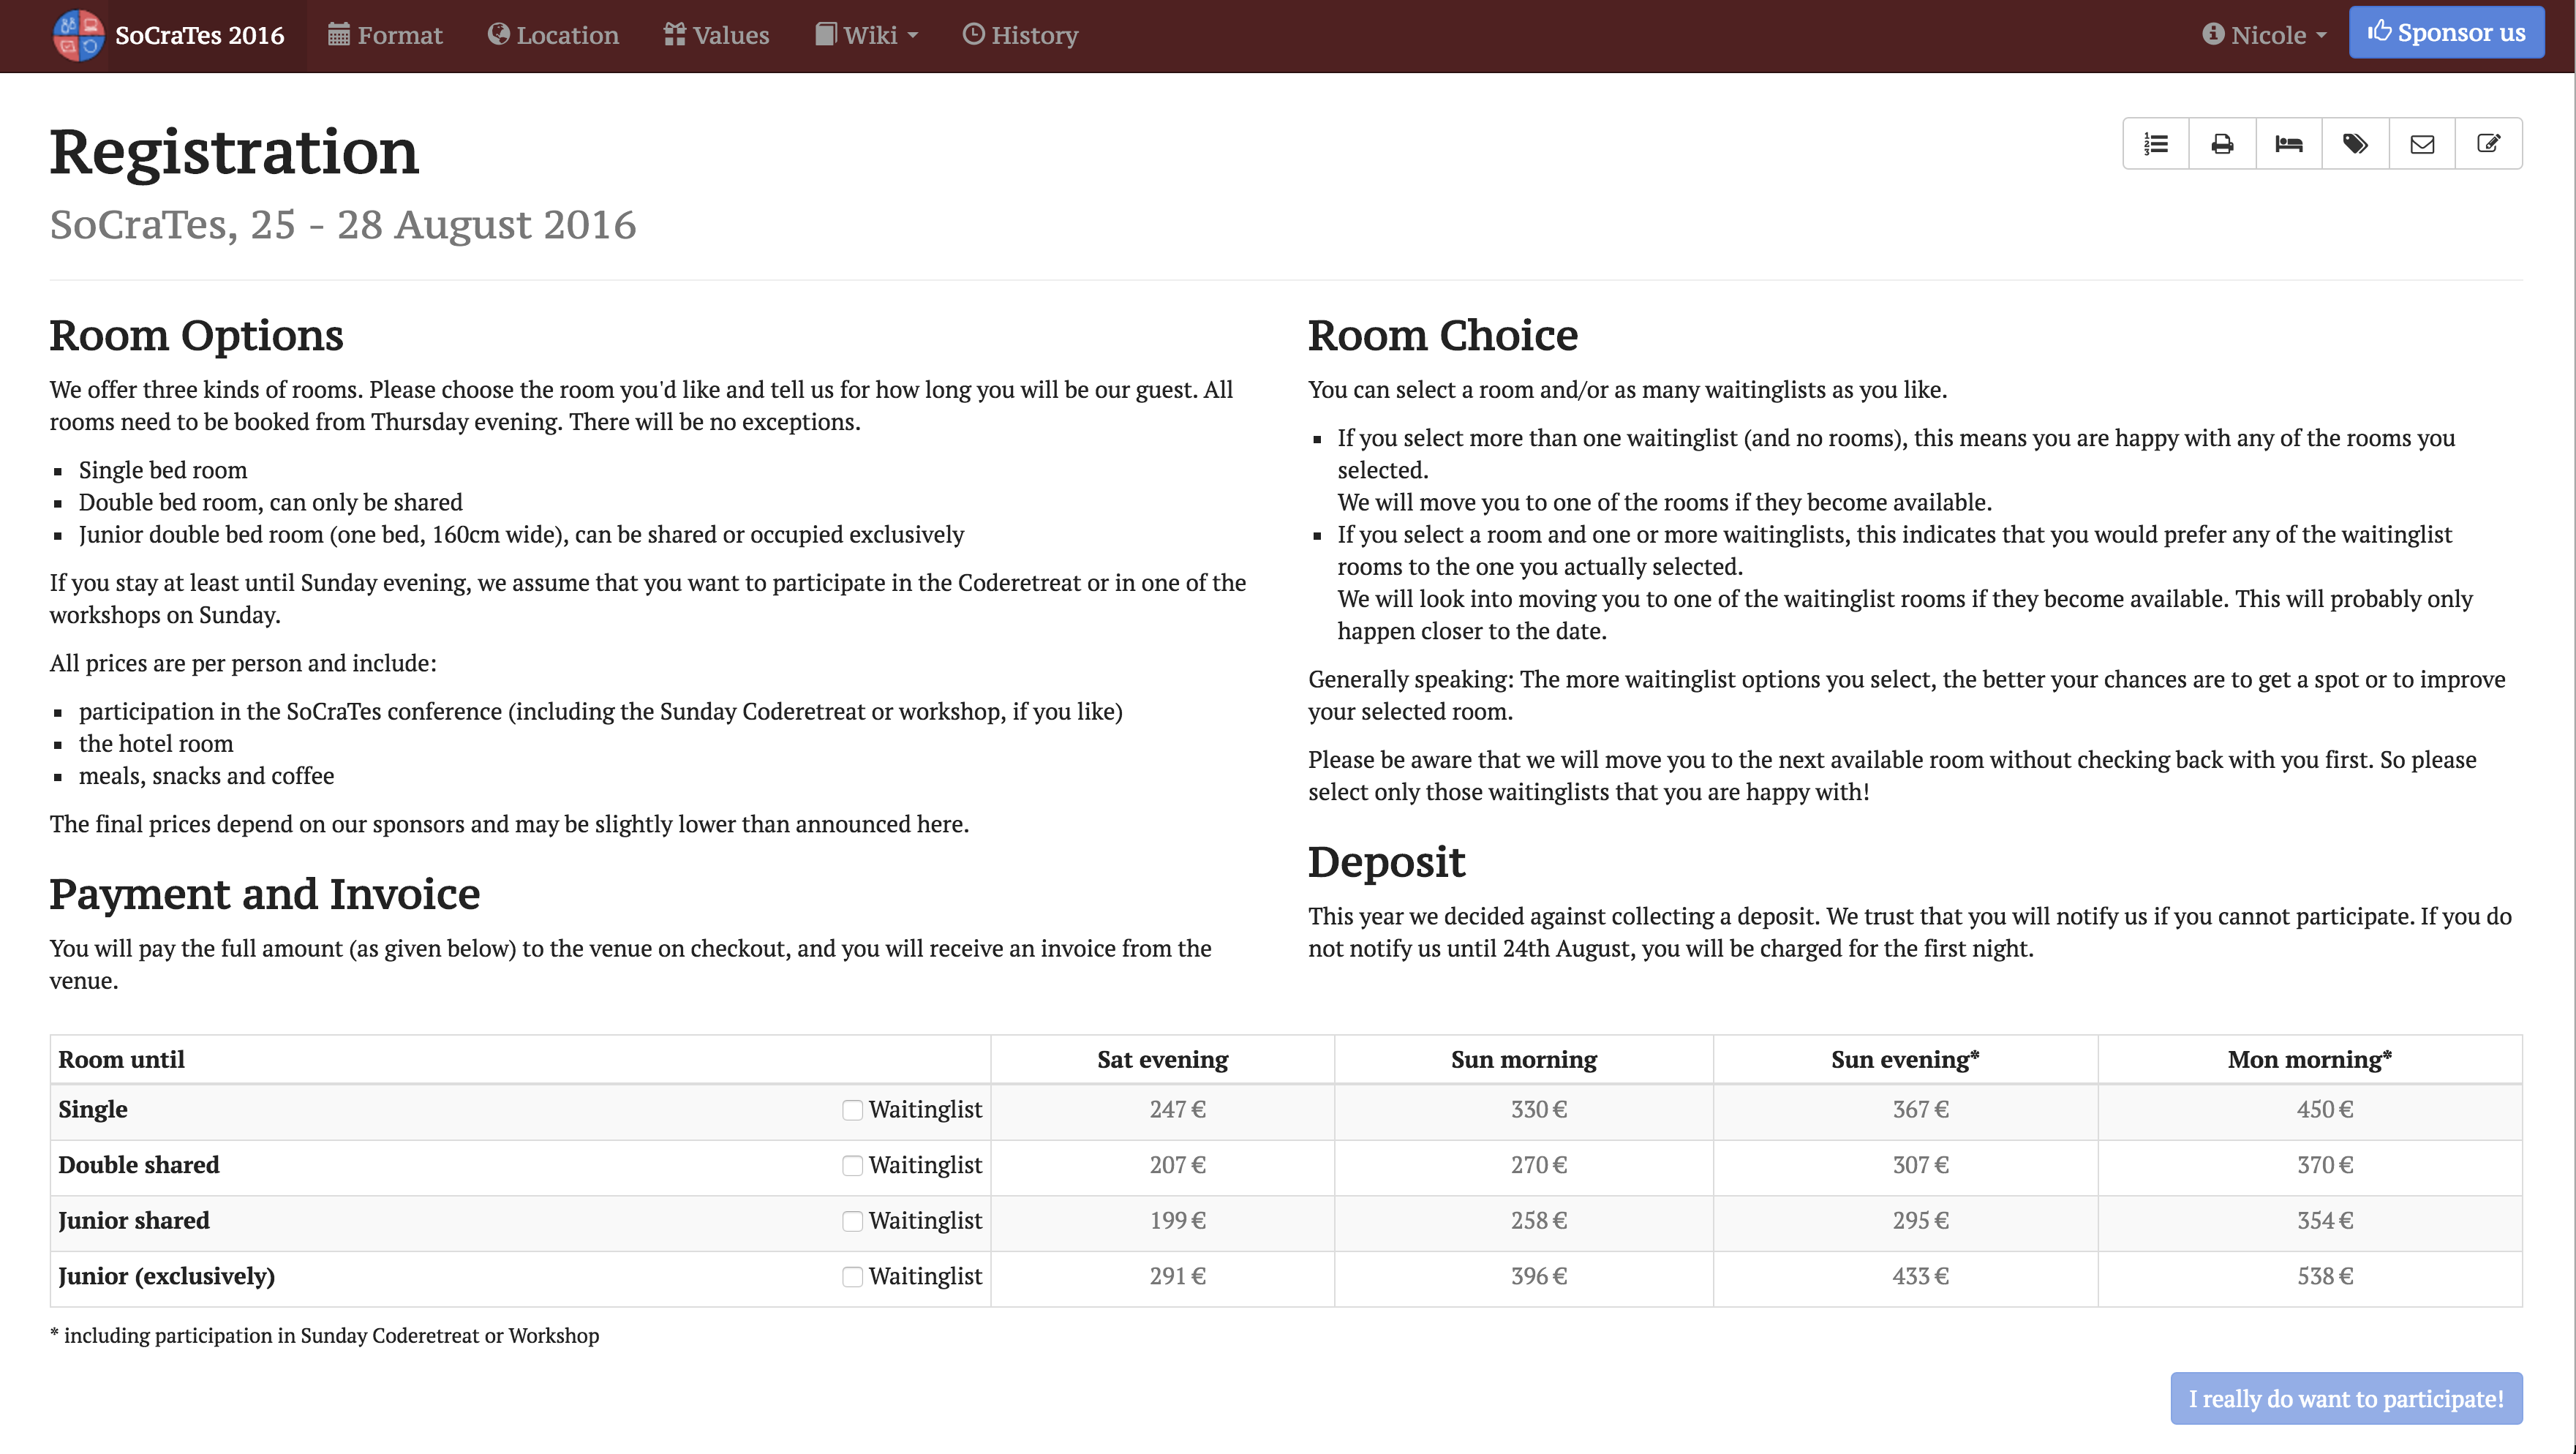 SoCraTes 2016 Format Location Values Wiki History Nicole Sponsor us
Registration
SoCraTes, 25 - 28 August 2016
Room Options
We offer three kinds of rooms. Please choose the room you'd like and tell us for how long you will be our guest. All
rooms need to be booked from Thursday evening. There will be no exceptions.
Single bed room
Double bed room, can only be shared
Junior double bed room (one bed, 160cm wide), can be shared or occupied exclusively
If you stay at least until Sunday evening, we assume that you want to participate in the Coderetreat or in one of the
workshops on Sunday.
All prices are per person and include:
participation in the SoCraTes conference (including the Sunday Coderetreat or workshop, if you like)
the hotel room
meals, snacks and coffee
The final prices depend on our sponsors and may be slightly lower than announced here.
Payment and Invoice
You will pay the full amount (as given below) to the venue on checkout, and you will receive an invoice from the
venue.
Room Choice
You can select a room and/or as many waitinglists as you like.
If you select more than one waitinglist (and no rooms), this means you are happy with any of the rooms you
selected.
We will move you to one of the rooms if they become available.
If you select a room and one or more waitinglists, this indicates that you would prefer any of the waitinglist
rooms to the one you actually selected.
We will look into moving you to one of the waitinglist rooms if they become available. This will probably only
happen closer to the date.
Generally speaking: The more waitinglist options you select, the better your chances are to get a spot or to improve
your selected room.
Please be aware that we will move you to the next available room without checking back with you first. So please
select only those waitinglists that you are happy with!
Deposit
This year we decided against collecting a deposit. We trust that you will notify us if you cannot participate. If you do
not notify us until 24th August, you will be charged for the first night.
Room until Sat evening Sun morning Sun evening* Mon morning*
Single Waitinglist 247 € 330 € 367 € 450 €
Double shared Waitinglist 207 € 270 € 307 € 370 €
Junior shared Waitinglist 199 € 258 € 295 € 354 €
Junior (exclusively) Waitinglist 291 € 396 € 433 € 538 €
* including participation in Sunday Coderetreat or Workshop
I really do want to participate!